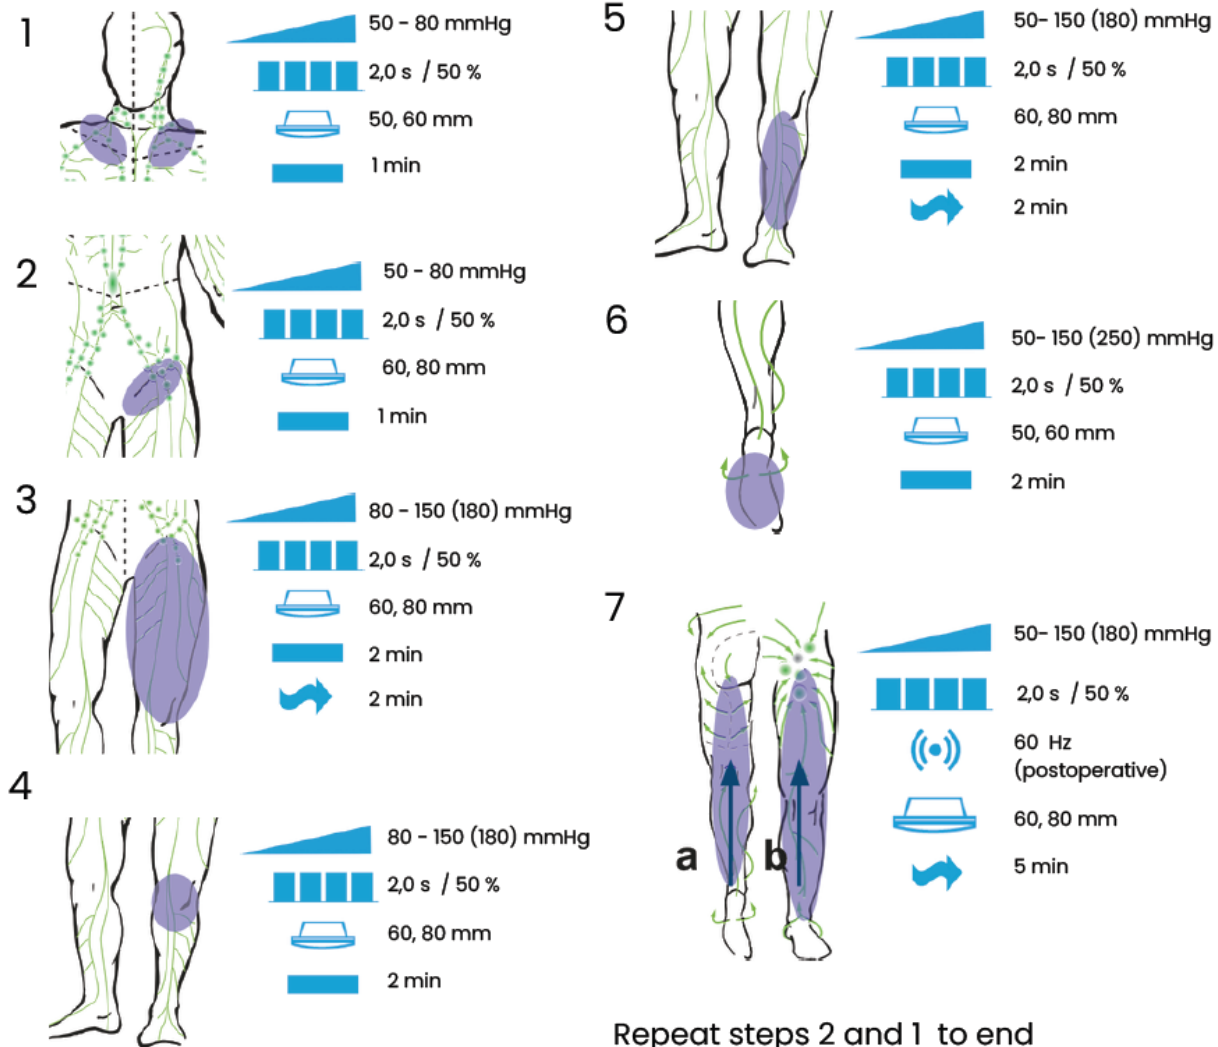 1
50 – 80 mmHg
2,0 s / 50 %
50, 60 mm
1 min
2
50 – 80 mmHg
2,0 s / 50 %
60, 80 mm
1 min
3
80 – 150 (180) mmHg
2,0 s / 50 %
60, 80 mm
2 min
2 min
4
80 – 150 (180) mmHg
2,0 s / 50 %
60, 80 mm
2 min
5
50– 150 (180) mmHg
2,0 s / 50 %
60, 80 mm
2 min
2 min
6
50– 150 (250) mmHg
2,0 s / 50 %
50, 60 mm
2 min
7
50– 150 (180) mmHg
2,0 s / 50 %
60 Hz
(postoperative)
60, 80 mm
5 min
a b
Repeat steps 2 and 1 to end